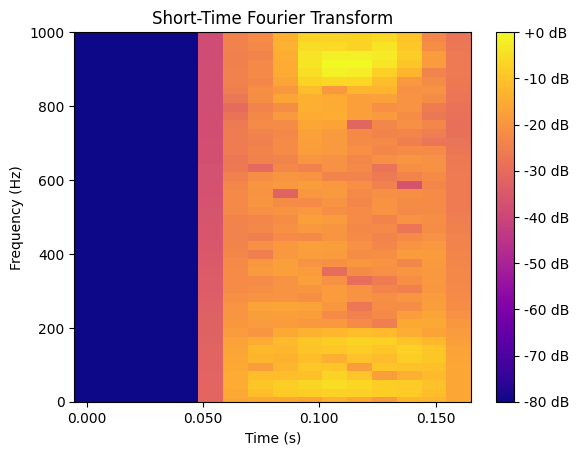 Short-Time Fourier Transform
1000
800
600
400
200
0
Frequency (Hz)
0.000
0.050
0.100
0.150
Time (s)
+0 dB
-10 dB
-20 dB
-30 dB
-40 dB
-50 dB
-60 dB
-70 dB
-80 dB